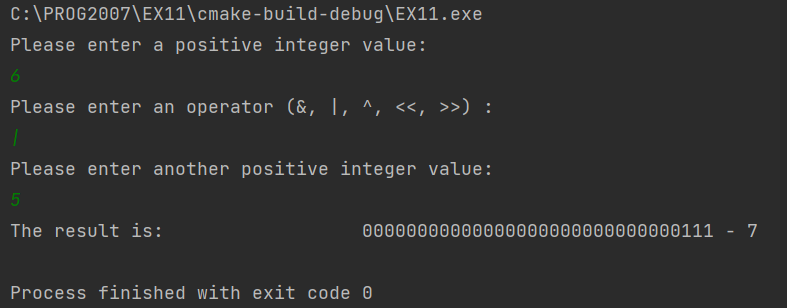 C:\PROG2007\EX11\cmake-build-debug\EX11.exe
Please enter a positive integer value:
6
Please enter an operator (&, |, ^, <<, >>) :
|
Please enter another positive integer value:
5
The result is:                  00000000000000000000000000000111 - 7
Process finished with exit code 0